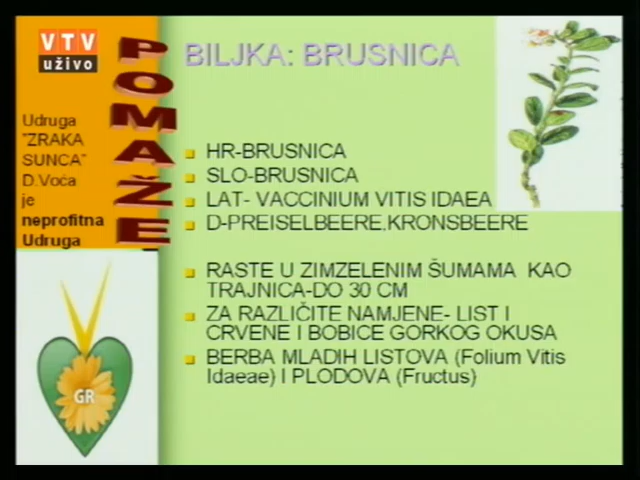 VTV
uživo
POMAŽE
Udruga
"ZRAKA
SUNCA"
D.Voća
je
neprofitna
Udruga
GR
BILJKA: BRUSNICA
HR-BRUSNICA
SLO-BRUSNICA
LAT- VACCINIUM VITIS IDAEA
D-PREISELBEERE,KRONSBEERE
RASTE U ZIMZELENIM ŠUMAMA KAO
TRAJNICA-DO 30 CM
ZA RAZLIČITE NAMJENE- LIST I
CRVENE I BOBICE GORKOG OKUSA
BERBA MLADIH LISTOVA (Folium Vitis
Idaeae) I PLODOVA (Fructus)